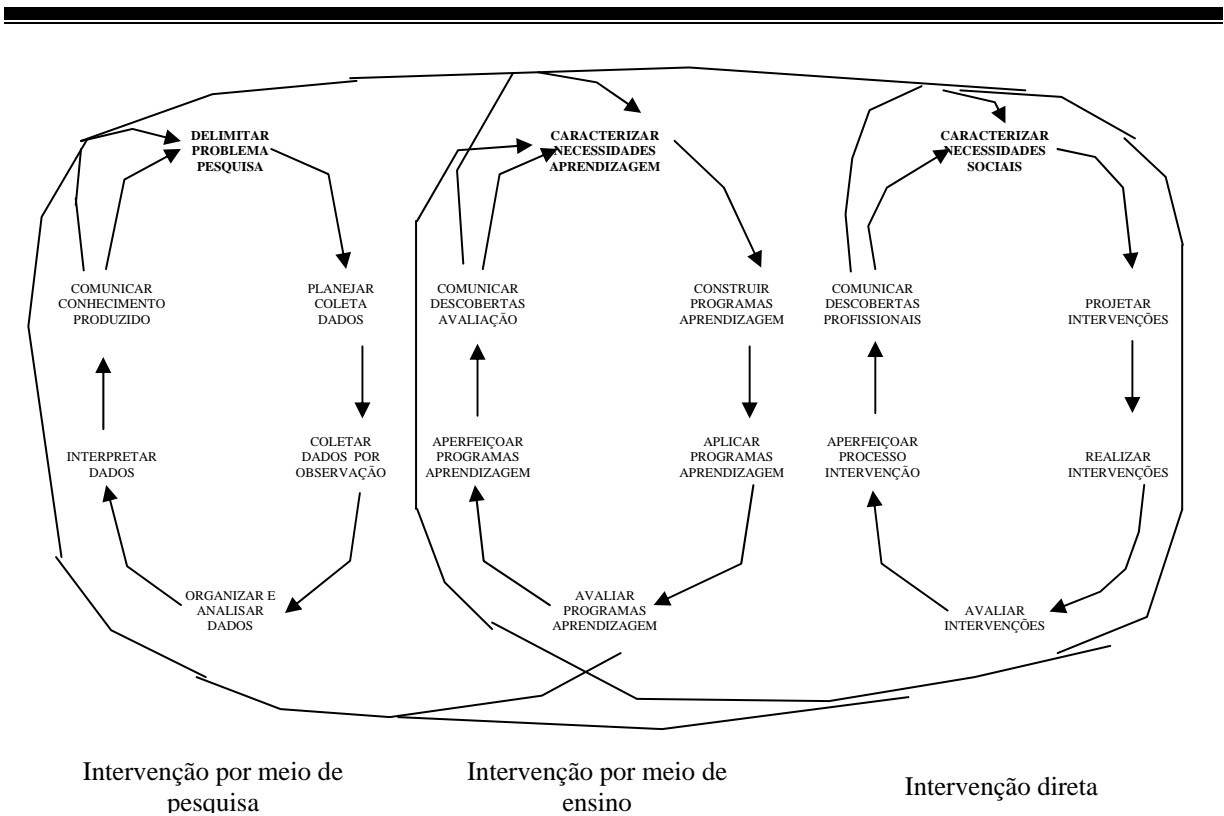 DELIMITAR
PROBLEMA
PESQUISA
PLANEJAR
COLETA
DADOS
COLETAR
DADOS POR
OBSERVAÇÃO
ORGANIZAR E
ANALISAR
DADOS
INTERPRETAR
DADOS
COMUNICAR
CONHECIMENTO
PRODUZIDO
CARACTERIZAR
NECESSIDADES
APRENDIZAGEM
CONSTRUIR
PROGRAMAS
APRENDIZAGEM
APLICAR
PROGRAMAS
APRENDIZAGEM
AVALIAR
PROGRAMAS
APRENDIZAGEM
APERFEIÇOAR
PROGRAMAS
APRENDIZAGEM
COMUNICAR
DESCOBERTAS
AVALIAÇÃO
CARACTERIZAR
NECESSIDADES
SOCIAIS
PROJETAR
INTERVENÇÕES
REALIZAR
INTERVENÇÕES
AVALIAR
INTERVENÇÕES
APERFEIÇOAR
PROCESSO
INTERVENÇÃO
COMUNICAR
DESCOBERTAS
PROFISSIONAIS
Intervenção por meio de
pesquisa
Intervenção por meio de
ensino
Intervenção direta